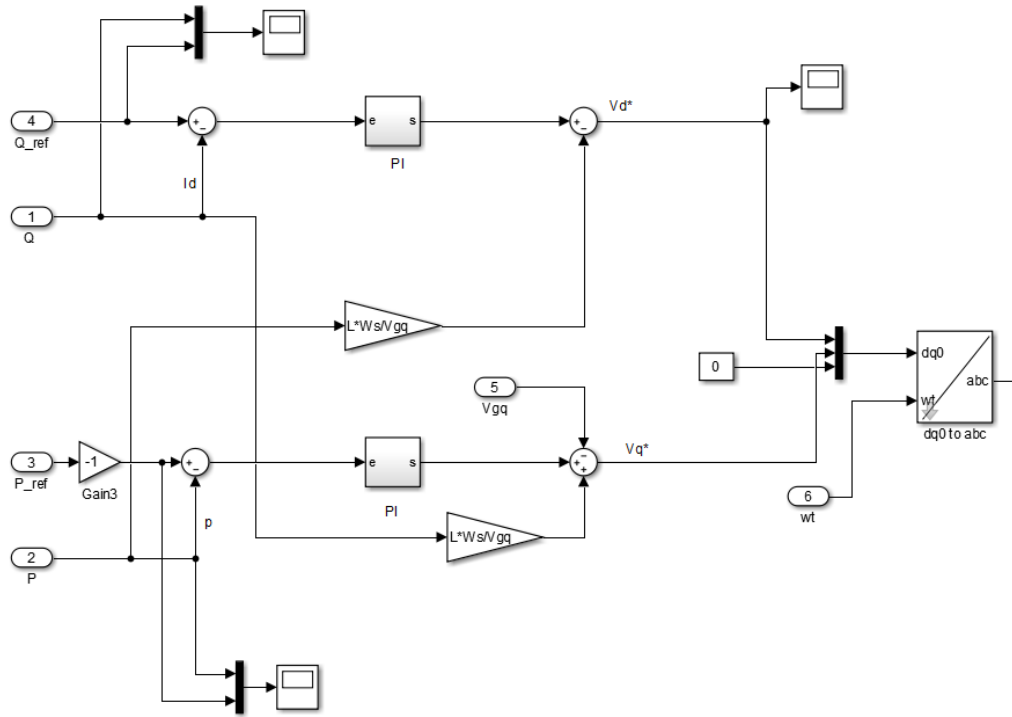 Vd*
4
e
s
Q_ref
PI
Id
1
Q
L*Ws/Vgq
0
dq0
abc
5
Vgq
wt
dq0 to abc
3
-1
e
s
Vq*
P_ref
Gain3
6
PI
wt
p
L*Ws/Vgq
2
P